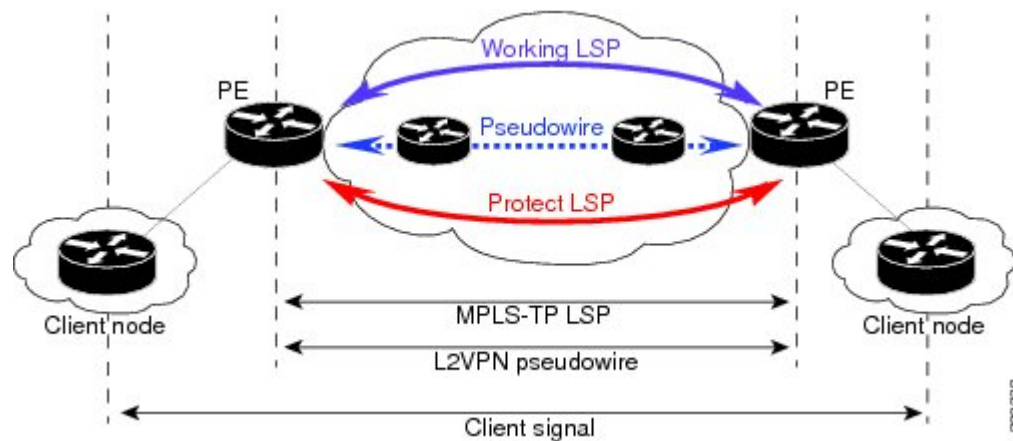 Working LSP
PE
PE
Pseudowire
Protect LSP
Client node
MPLS-TP LSP
Client node
L2VPN pseudowire
Client signal